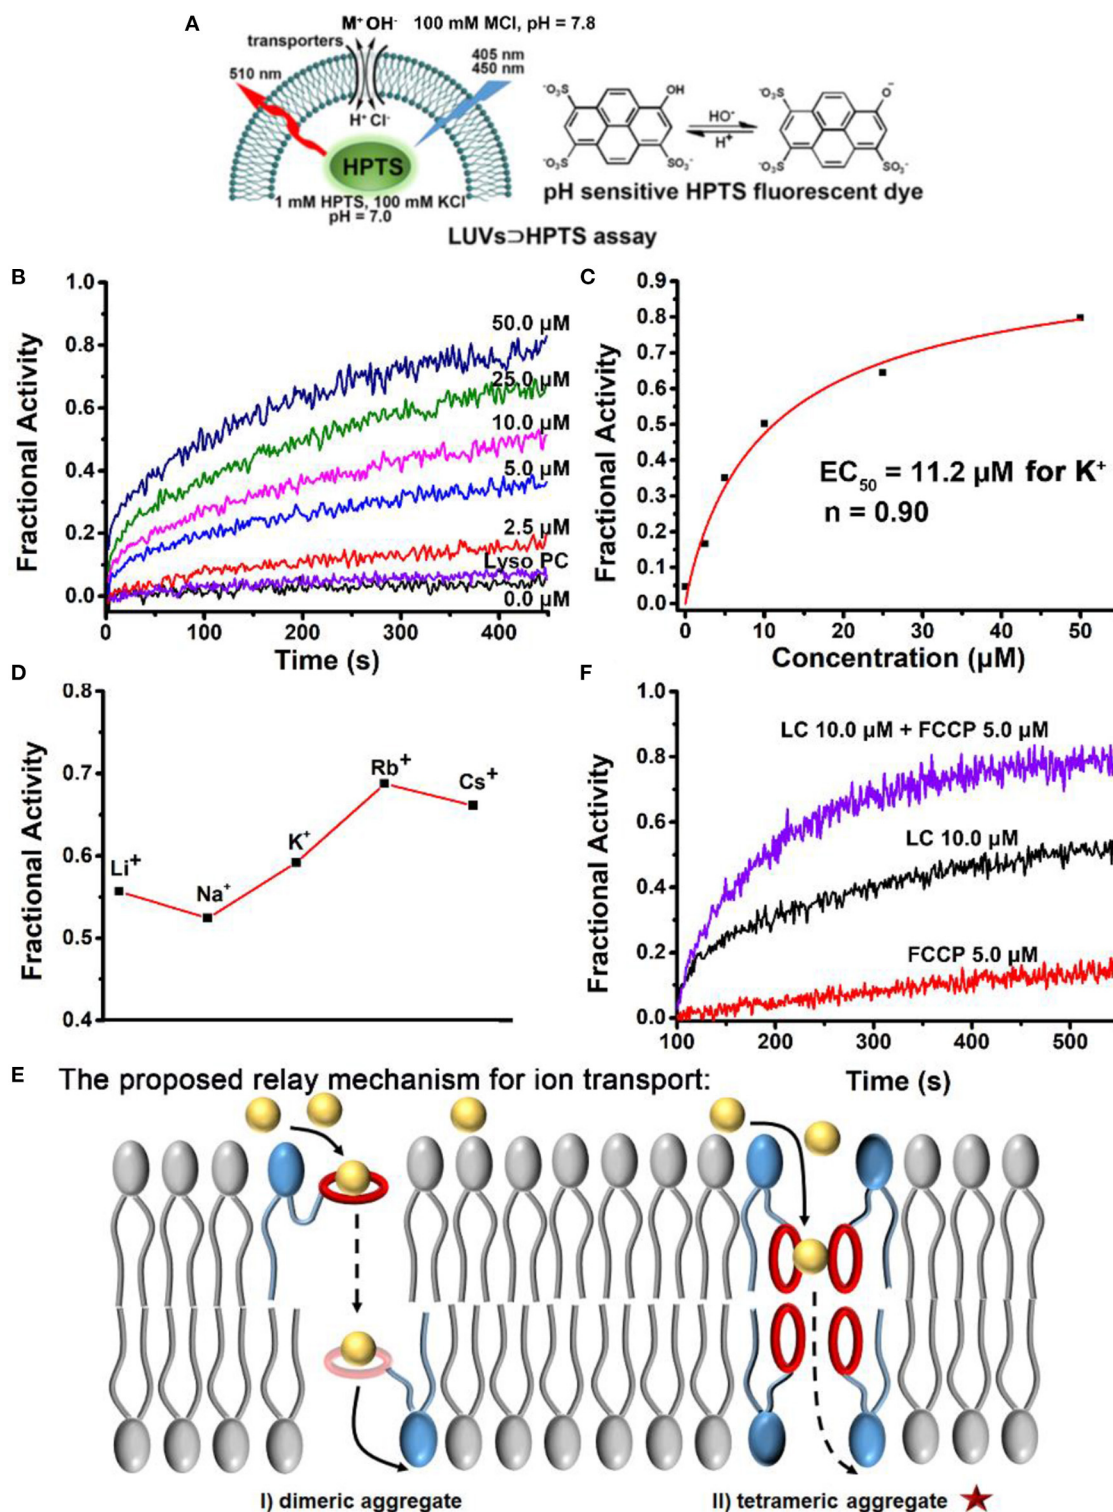 A
M⁺ OH⁻ 100 mM MCl, pH = 7.8
transporters
510 nm
405 nm
450 nm
H⁺ Cl⁻
HPTS
1 mM HPTS, 100 mM KCl
pH = 7.0
⁻O₃S
OH
⁻O₃S
SO₃⁻
HO⁻
H⁺
⁻O₃S
O⁻
⁻O₃S
SO₃⁻
pH sensitive HPTS fluorescent dye
LUVs⊃HPTS assay
B
Fractional Activity
1.0
0.8
0.6
0.4
0.2
0.0
50.0 µM
25.0 µM
10.0 µM
5.0 µM
2.5 µM
Lyso PC
0.0 µM
0 100 200 300 400
Time (s)
C
Fractional Activity
0.9
0.8
0.7
0.6
0.5
0.4
0.3
0.2
0.1
0.0
EC₅₀ = 11.2 µM for K⁺
n = 0.90
0 10 20 30 40 50
Concentration (µM)
D
Fractional Activity
0.8
0.7
0.6
0.5
0.4
Li⁺
Na⁺
K⁺
Rb⁺
Cs⁺
F
Fractional Activity
1.0
0.8
0.6
0.4
0.2
0.0
LC 10.0 µM + FCCP 5.0 µM
LC 10.0 µM
FCCP 5.0 µM
100 200 300 400 500
Time (s)
E
The proposed relay mechanism for ion transport:
I) dimeric aggregate
II) tetrameric aggregate